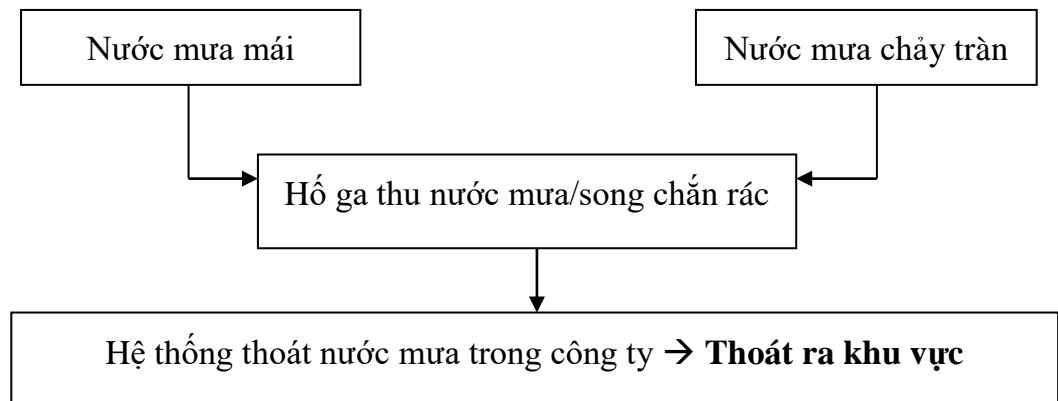 Nước mưa mái
Nước mưa chảy tràn
Hố ga thu nước mưa/song chắn rác
Hệ thống thoát nước mưa trong công ty → Thoát ra khu vực